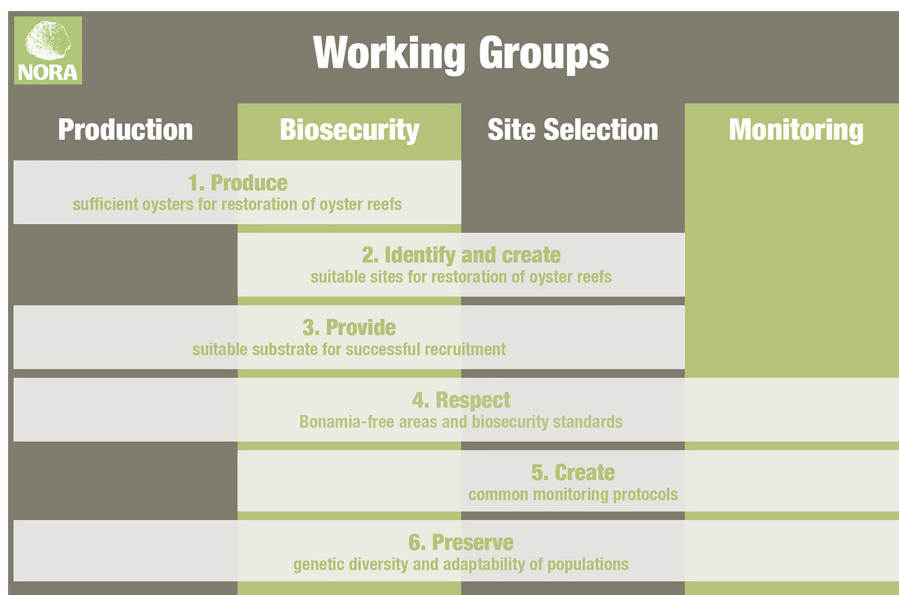 NORA
Working Groups
Production Biosecurity Site Selection Monitoring
1. Produce
sufficient oysters for restoration of oyster reefs
2. Identify and create
suitable sites for restoration of oyster reefs
3. Provide
suitable substrate for successful recruitment
4. Respect
Bonamia-free areas and biosecurity standards
5. Create
common monitoring protocols
6. Preserve
genetic diversity and adaptability of populations